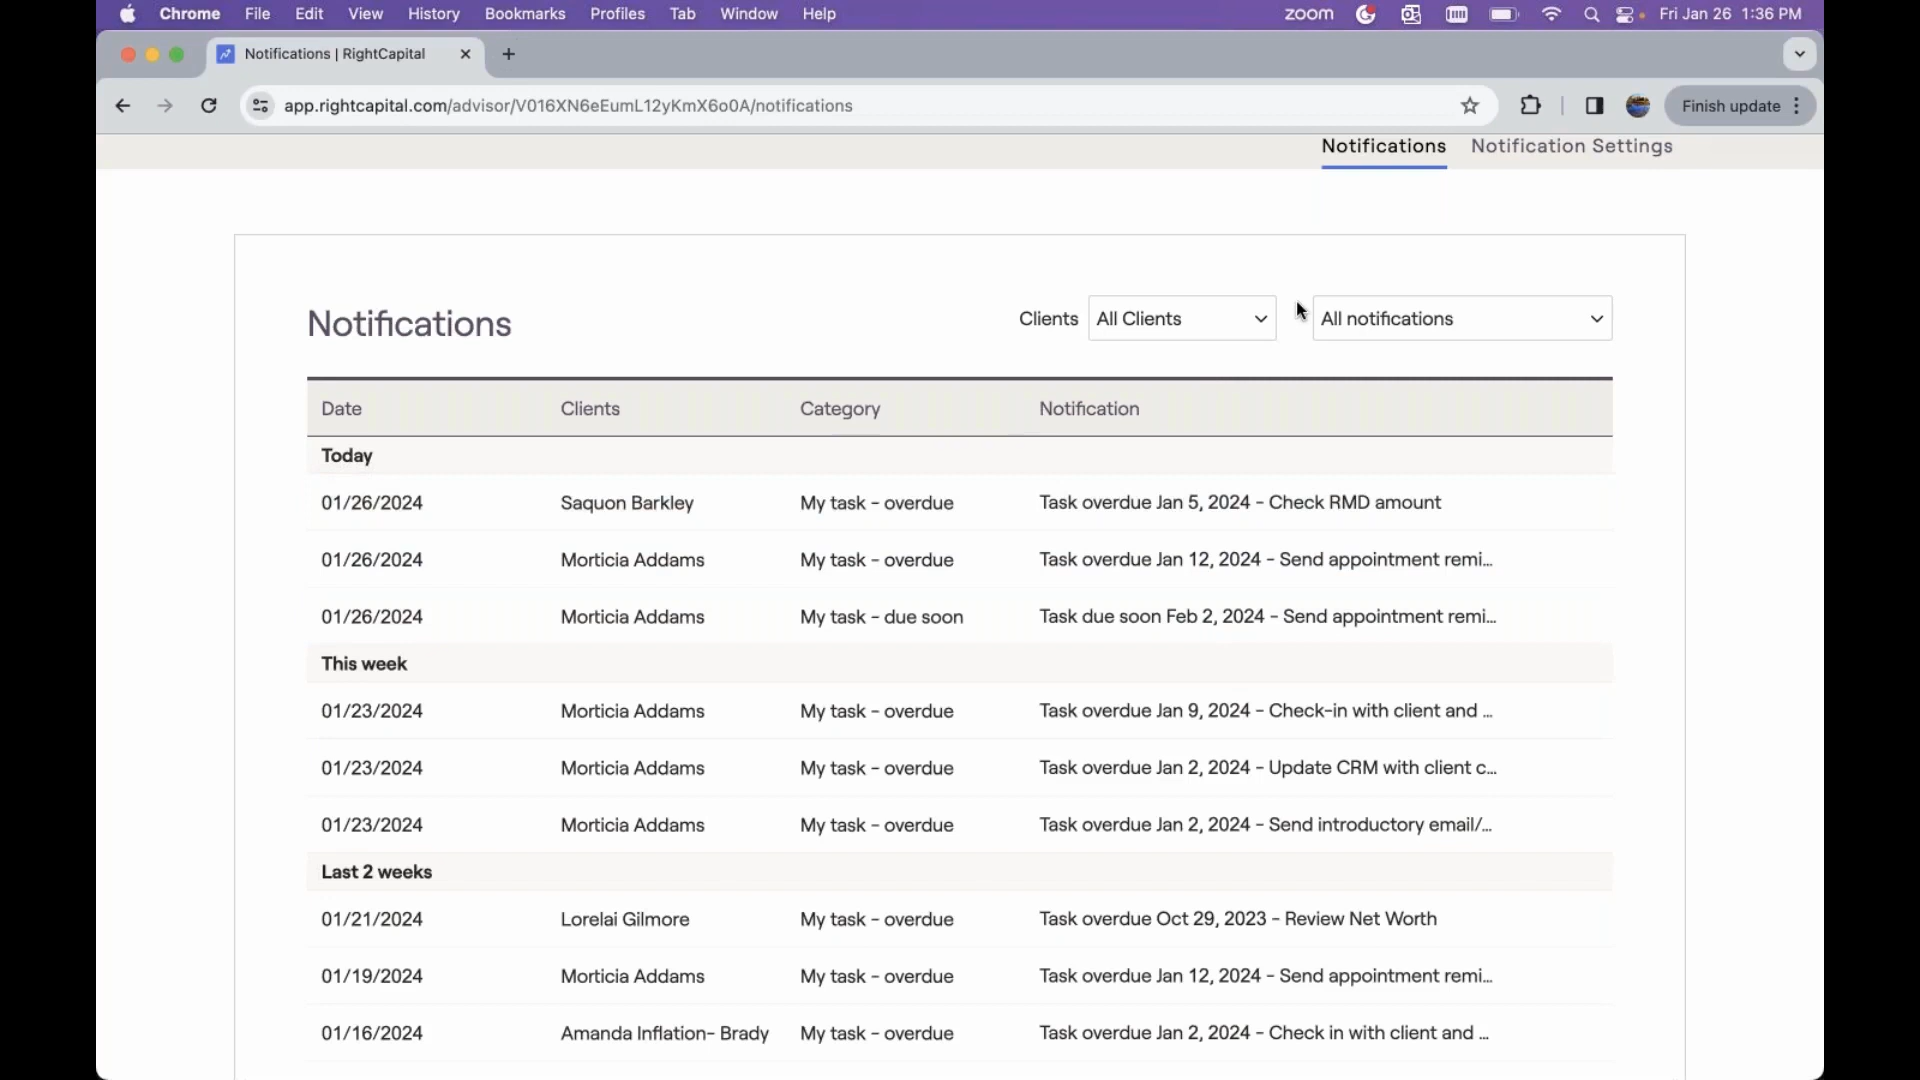 Chrome File Edit View History Bookmarks Profiles Tab Window Help zoom Fri Jan 26 1:36 PM
Notifications | RightCapital
app.rightcapital.com/advisor/V016XN6eEumL12yKmX6o0A/notifications Finish update
Notifications Notification Settings
Notifications Clients All Clients All notifications
Date Clients Category Notification
Today
01/26/2024 Saquon Barkley My task - overdue Task overdue Jan 5, 2024 - Check RMD amount
01/26/2024 Morticia Addams My task - overdue Task overdue Jan 12, 2024 - Send appointment remi...
01/26/2024 Morticia Addams My task - due soon Task due soon Feb 2, 2024 - Send appointment remi...
This week
01/23/2024 Morticia Addams My task - overdue Task overdue Jan 9, 2024 - Check-in with client and ...
01/23/2024 Morticia Addams My task - overdue Task overdue Jan 2, 2024 - Update CRM with client c...
01/23/2024 Morticia Addams My task - overdue Task overdue Jan 2, 2024 - Send introductory email/...
Last 2 weeks
01/21/2024 Lorelai Gilmore My task - overdue Task overdue Oct 29, 2023 - Review Net Worth
01/19/2024 Morticia Addams My task - overdue Task overdue Jan 12, 2024 - Send appointment remi...
01/16/2024 Amanda Inflation- Brady My task - overdue Task overdue Jan 2, 2024 - Check in with client and ...